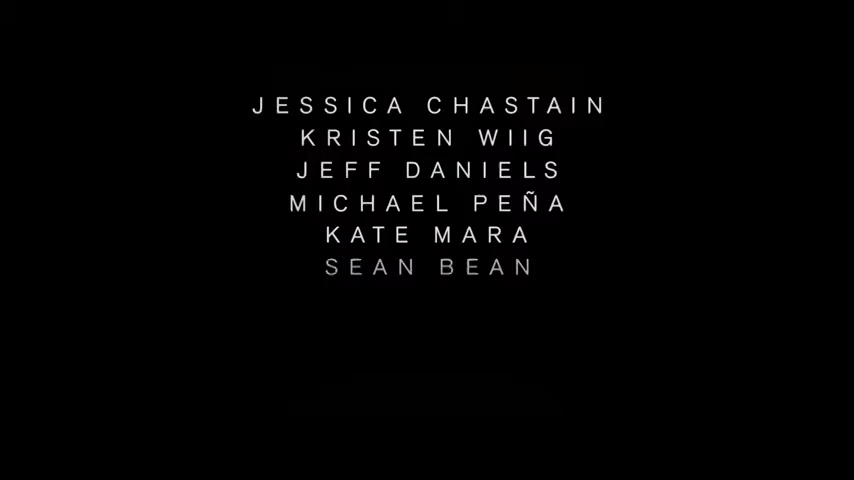 JESSICA CHASTAIN
KRISTEN WIIG
JEFF DANIELS
MICHAEL PEÑA
KATE MARA
SEAN BEAN